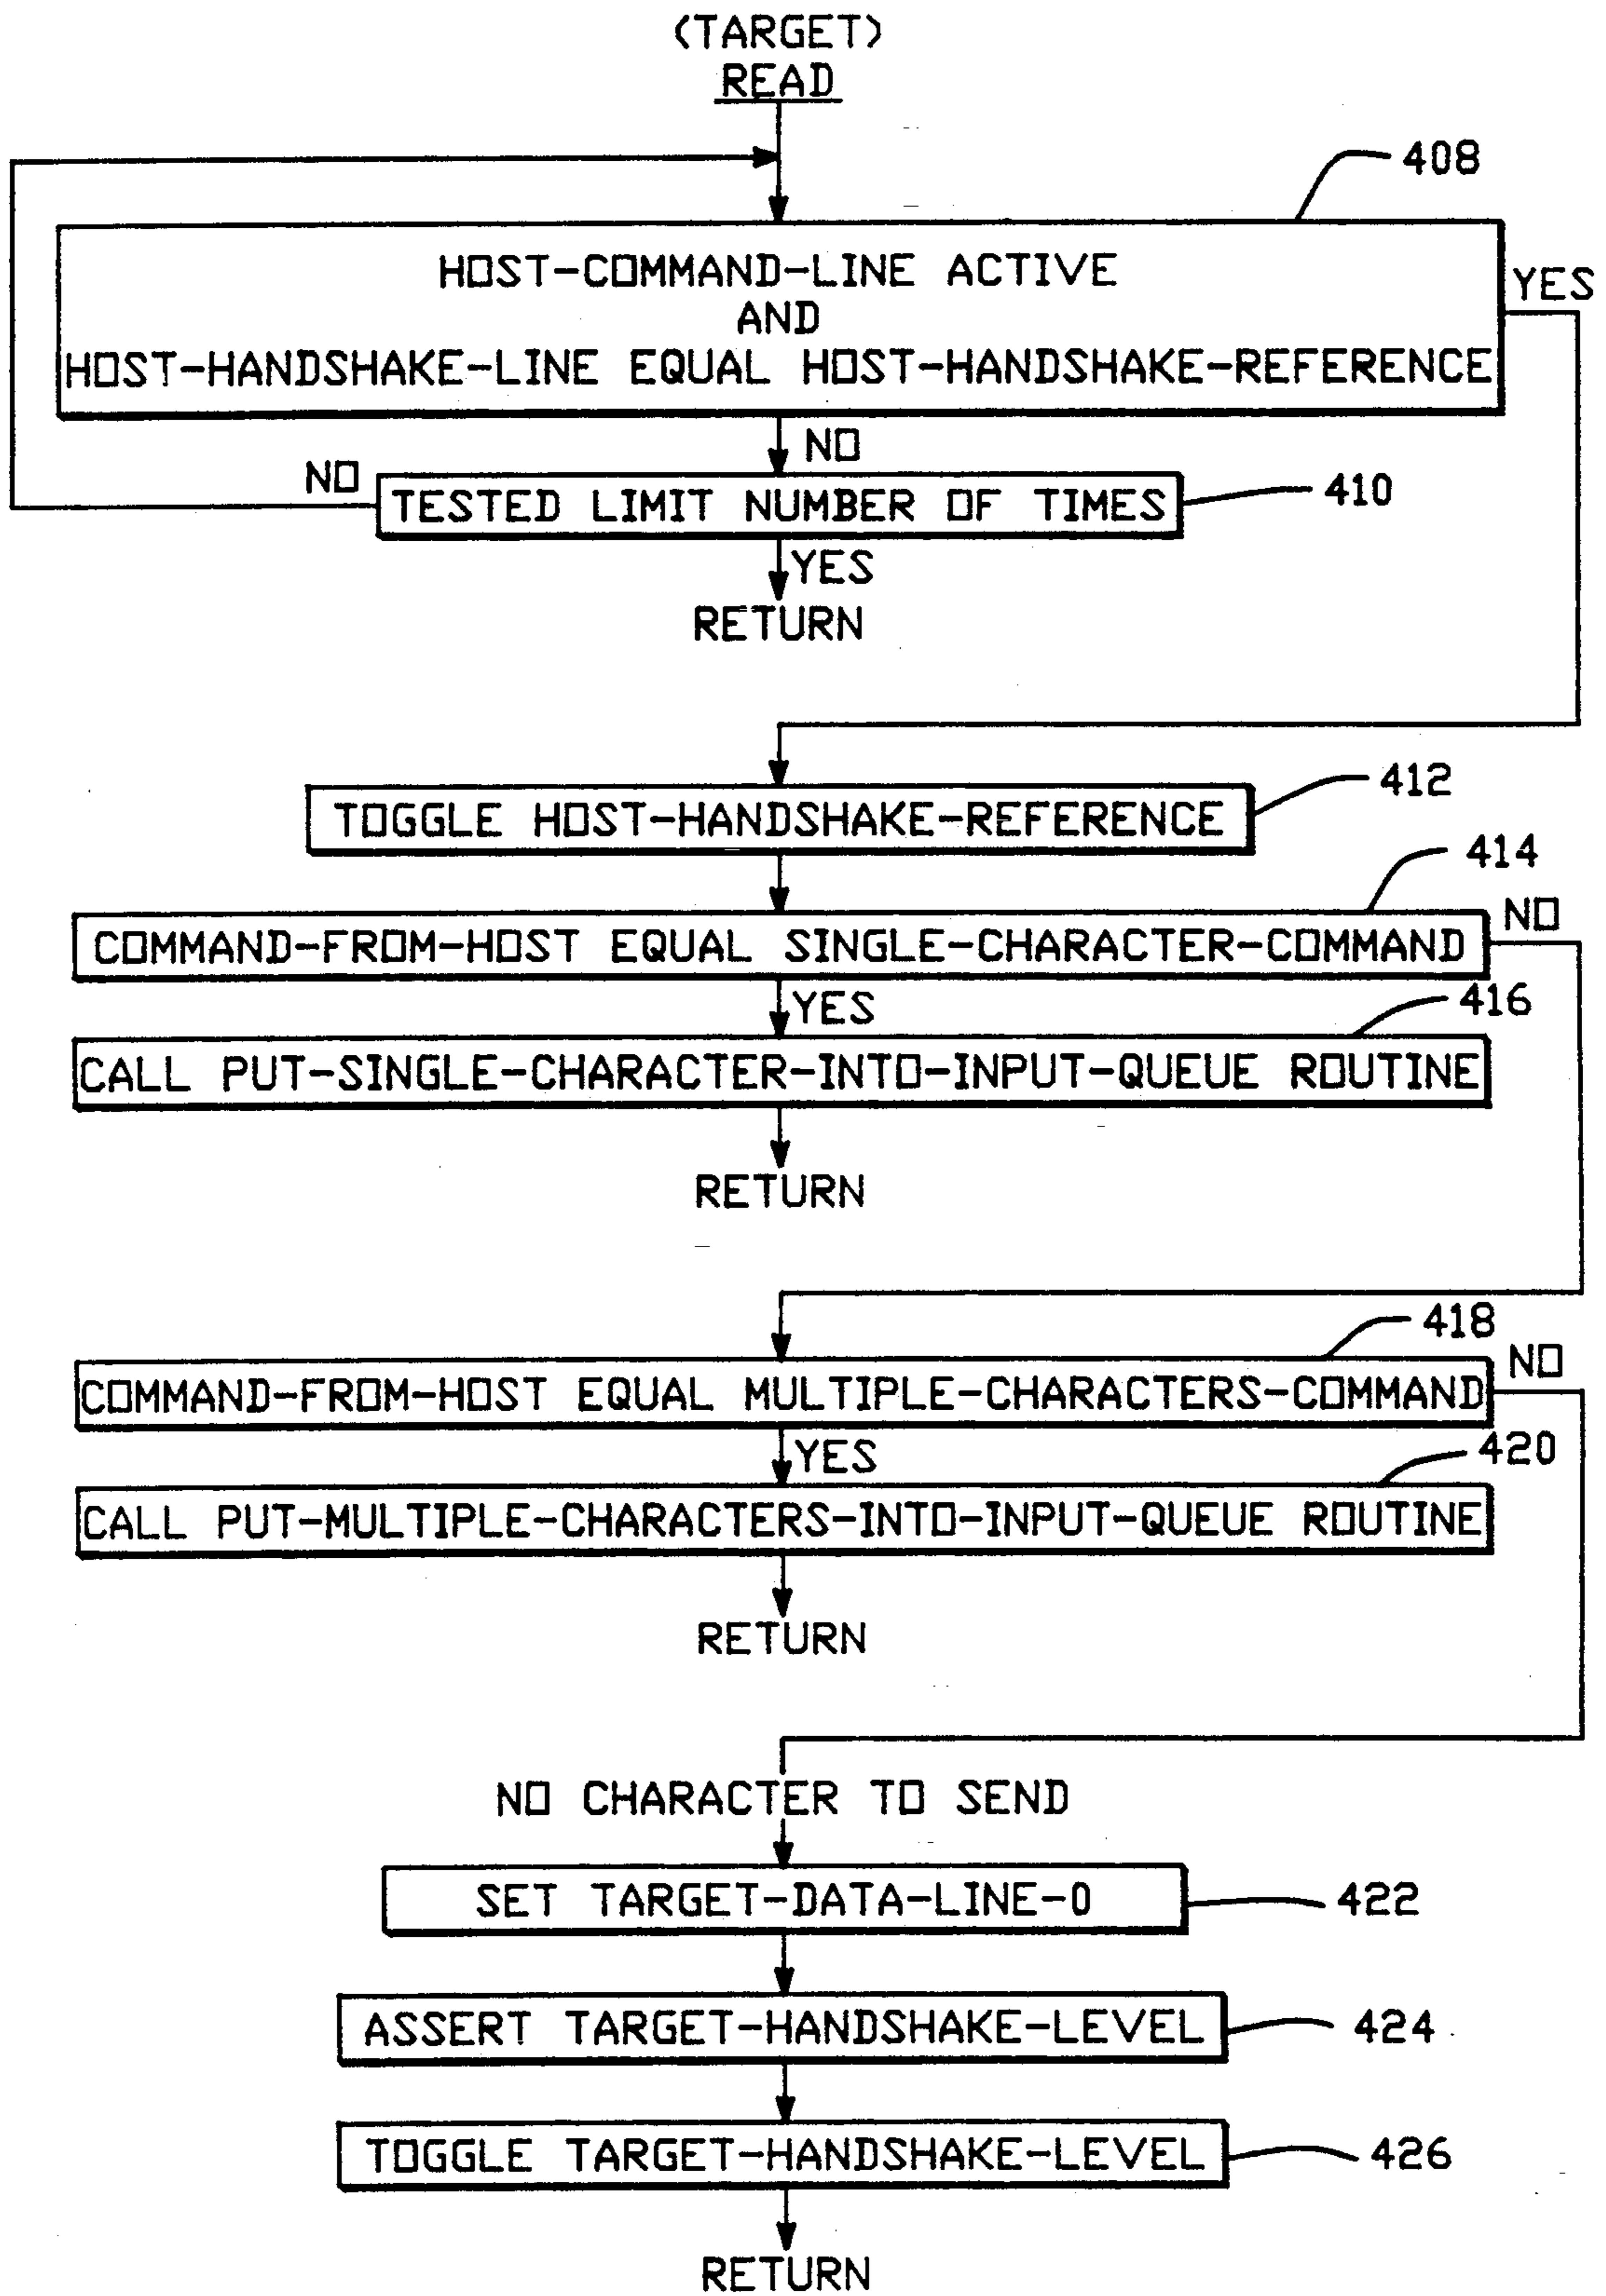 (TARGET)
READ
408
HOST-COMMAND-LINE ACTIVE
AND
HOST-HANDSHAKE-LINE EQUAL HOST-HANDSHAKE-REFERENCE
YES
NO
NO
TESTED LIMIT NUMBER OF TIMES
410
YES
RETURN
412
TOGGLE HOST-HANDSHAKE-REFERENCE
414
COMMAND-FROM-HOST EQUAL SINGLE-CHARACTER-COMMAND
NO
YES
416
CALL PUT-SINGLE-CHARACTER-INTO-INPUT-QUEUE ROUTINE
RETURN
418
COMMAND-FROM-HOST EQUAL MULTIPLE-CHARACTERS-COMMAND
NO
YES
420
CALL PUT-MULTIPLE-CHARACTERS-INTO-INPUT-QUEUE ROUTINE
RETURN
NO CHARACTER TO SEND
SET TARGET-DATA-LINE-0
422
ASSERT TARGET-HANDSHAKE-LEVEL
424
TOGGLE TARGET-HANDSHAKE-LEVEL
426
RETURN